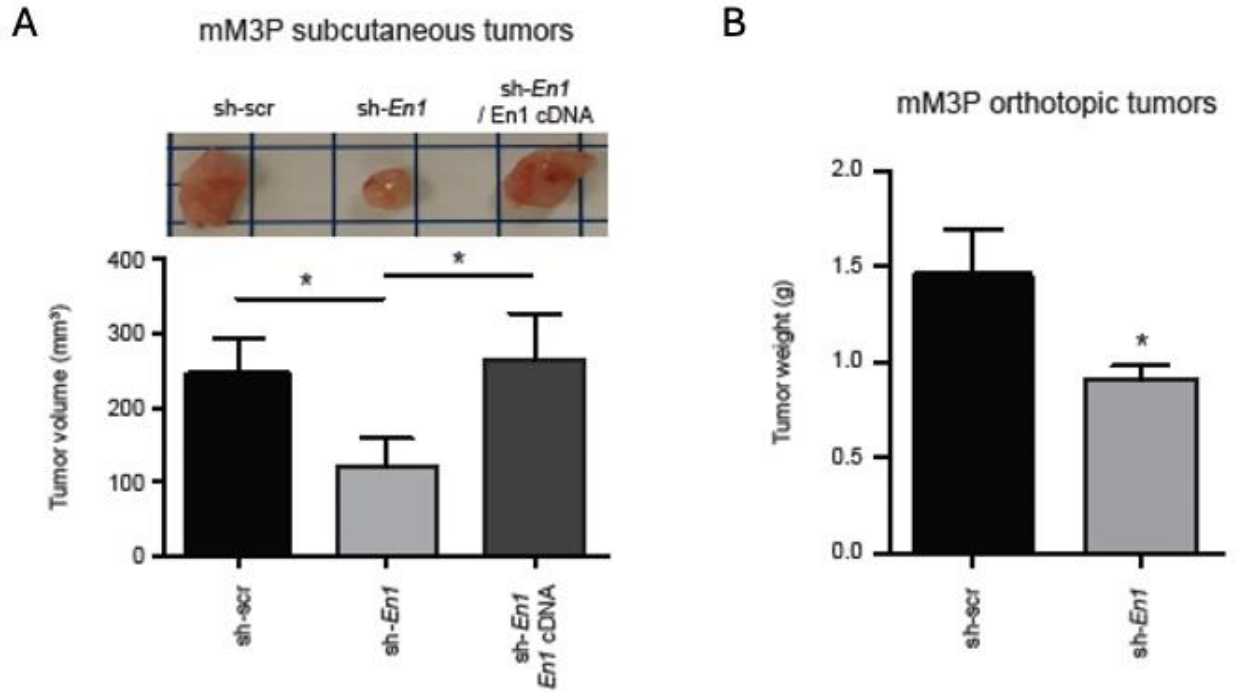 A
mM3P subcutaneous tumors
sh-scr
sh-En1
sh-En1
/ En1 cDNA
Tumor volume (mm³)
400
300
200
100
0
*
*
sh-scr
sh-En1
sh-En1
En1 cDNA
B
mM3P orthotopic tumors
Tumor weight (g)
2.0
1.5
1.0
0.5
0.0
*
sh-scr
sh-En1